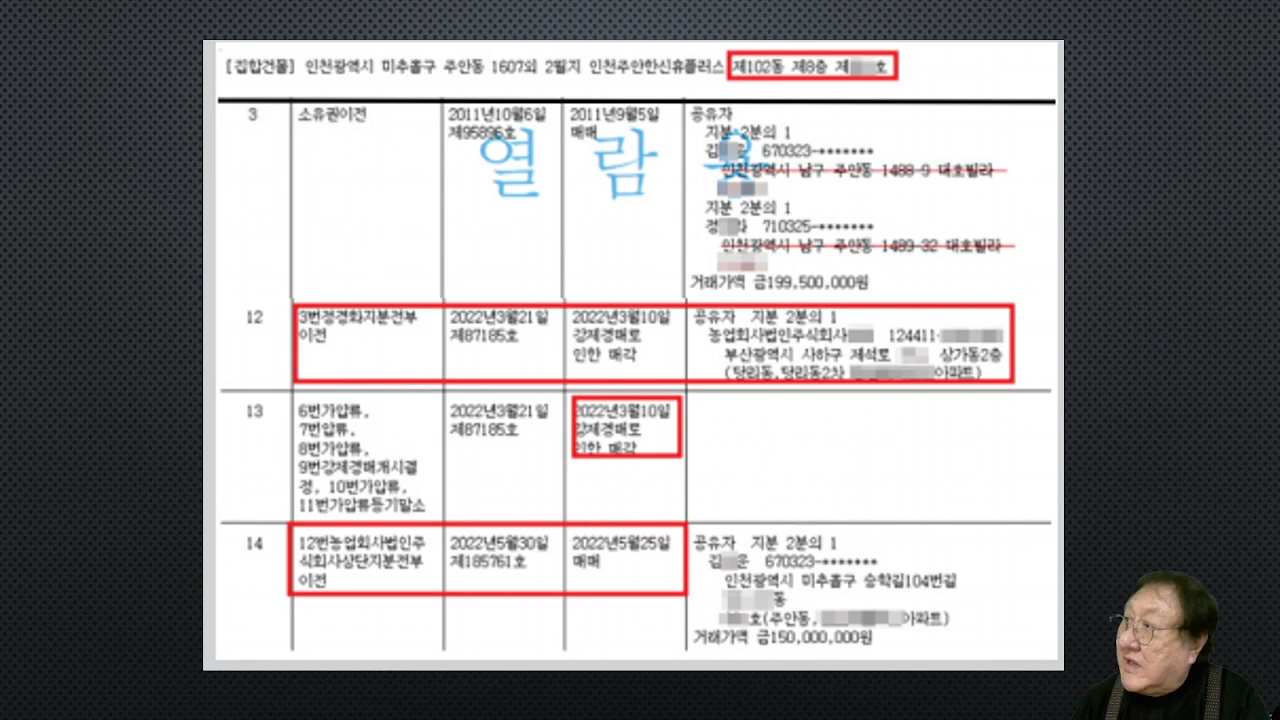 [집합건물] 인천광역시 미추홀구 주안동 1607외 2필지 인천주안한신휴플러스 제102동 제8층 제 호
3 소유권이전 2011년10월6일 2011년9월5일 공유자
제95896호 매매 지분 2분의 1
김 운 670323-*******
인천광역시 남구 주안동 1488-9 대호빌라
지분 2분의 1
정 화 710325-*******
인천광역시 남구 주안동 1489-32 대호빌라
거래가액 금199,500,000원
열 람 용
12 3번정경화지분전부 2022년3월21일 2022년3월10일 공유자 지분 2분의 1
이전 제87185호 강제경매로 농업회사법인주식회사 124411-
인한 매각 부산광역시 사하구 제석로 상가동2층
(당리동,당리동2차 아파트)
13 6번가압류, 2022년3월21일 2022년3월10일
7번압류, 제87185호 강제경매로
8번가압류, 인한 매각
9번강제경매개시결
정, 10번가압류,
11번가압류등기말소
14 12번농업회사법인주 2022년5월30일 2022년5월25일 공유자 지분 2분의 1
식회사상단지분전부 제185761호 매매 김 운 670323-*******
이전 인천광역시 미추홀구 승학길104번길
동
호(주안동, 아파트)
거래가액 금150,000,000원